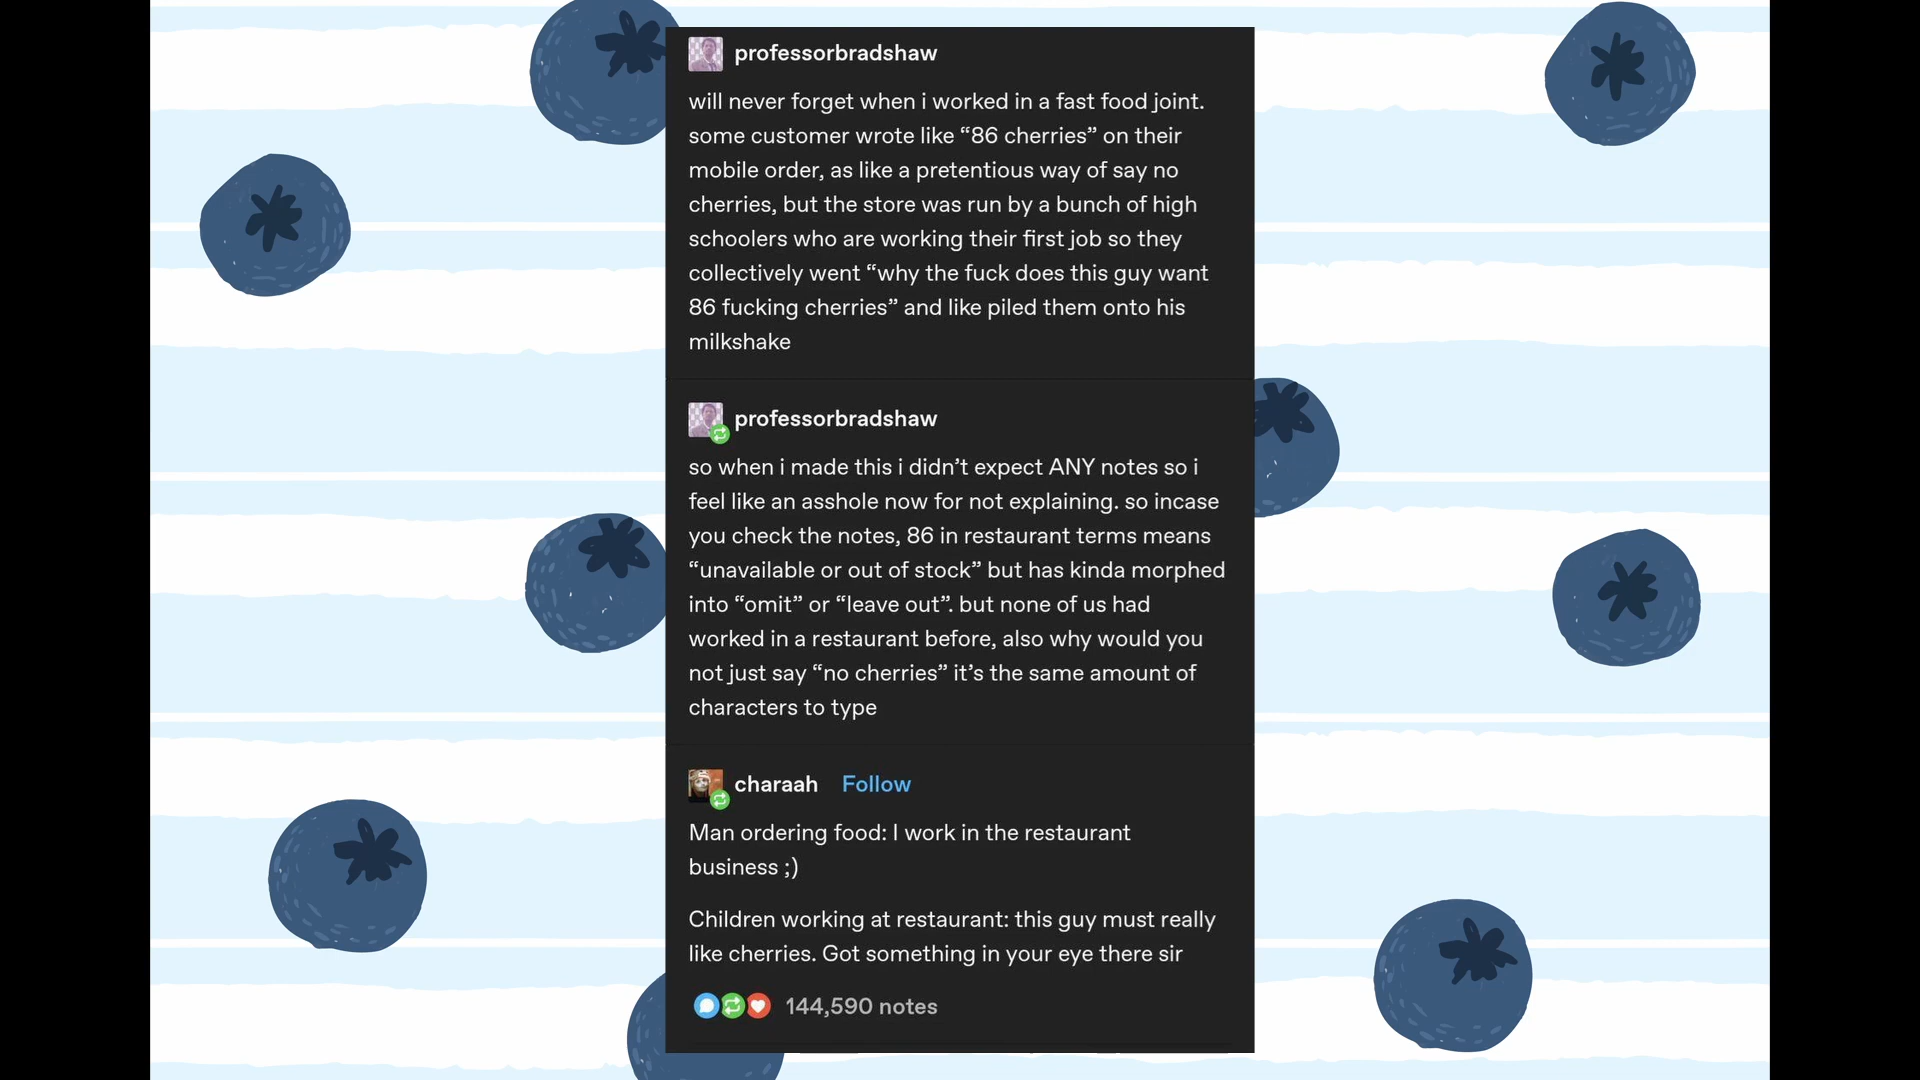 professorbradshaw
will never forget when i worked in a fast food joint.
some customer wrote like “86 cherries” on their
mobile order, as like a pretentious way of say no
cherries, but the store was run by a bunch of high
schoolers who are working their first job so they
collectively went “why the fuck does this guy want
86 fucking cherries” and like piled them onto his
milkshake
professorbradshaw
so when i made this i didn’t expect ANY notes so i
feel like an asshole now for not explaining. so incase
you check the notes, 86 in restaurant terms means
“unavailable or out of stock” but has kinda morphed
into “omit” or “leave out”. but none of us had
worked in a restaurant before, also why would you
not just say “no cherries” it’s the same amount of
characters to type
charaah Follow
Man ordering food: I work in the restaurant
business ;)
Children working at restaurant: this guy must really
like cherries. Got something in your eye there sir
144,590 notes